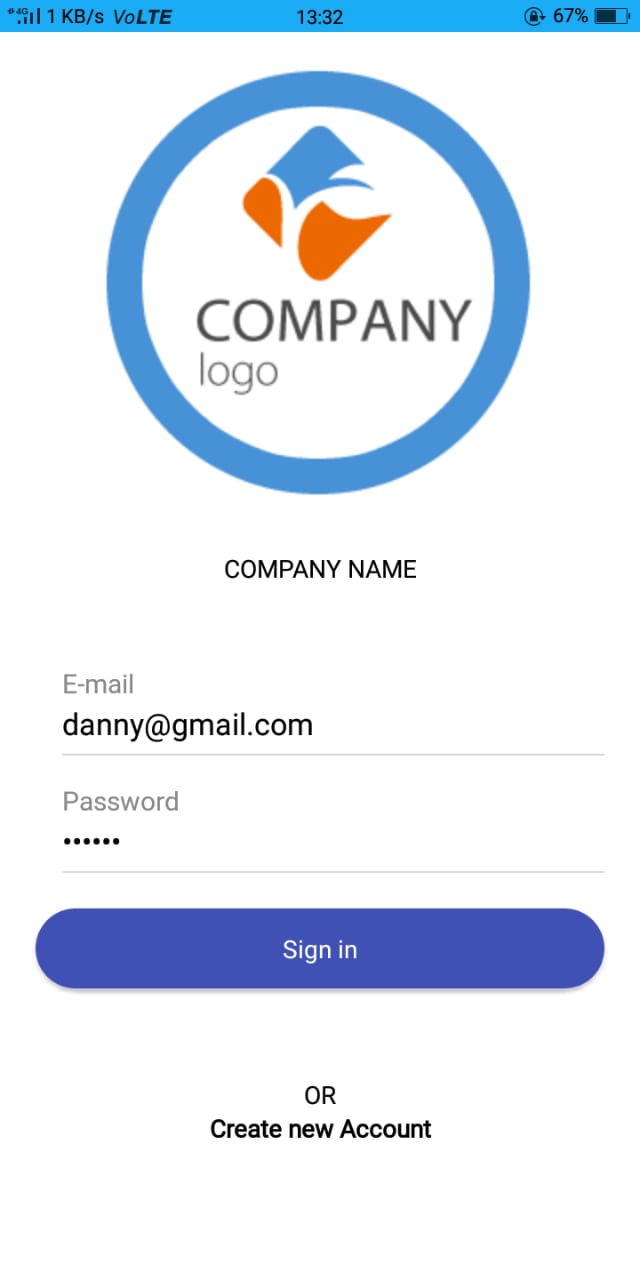 4G 1 KB/s VoLTE 13:32 67%
COMPANY
logo
COMPANY NAME
E-mail
danny@gmail.com
Password
••••••
Sign in
OR
Create new Account